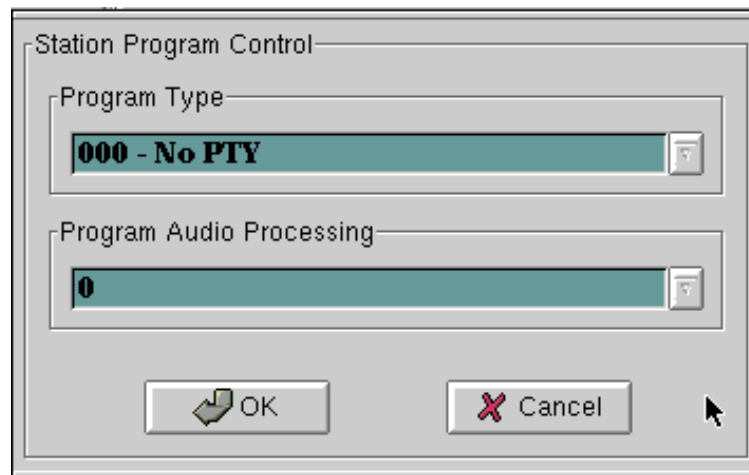 Station Program Control
Program Type
000 - No PTY
Program Audio Processing
0
OK
Cancel